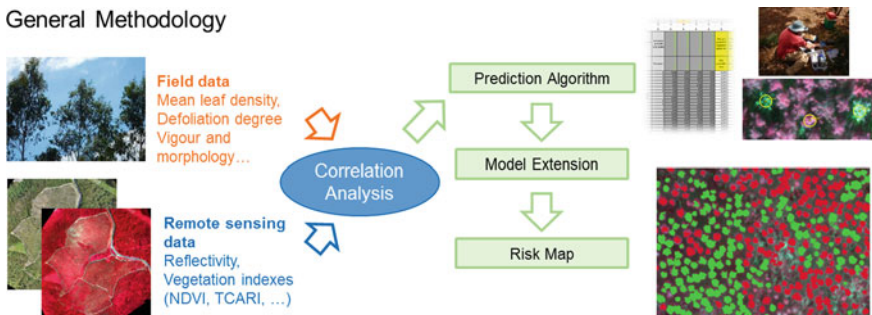 General Methodology
Field data
Mean leaf density,
Defoliation degree
Vigour and
morphology…
Correlation
Analysis
Remote sensing
data
Reflectivity,
Vegetation indexes
(NDVI, TCARI, …)
Prediction Algorithm
Model Extension
Risk Map